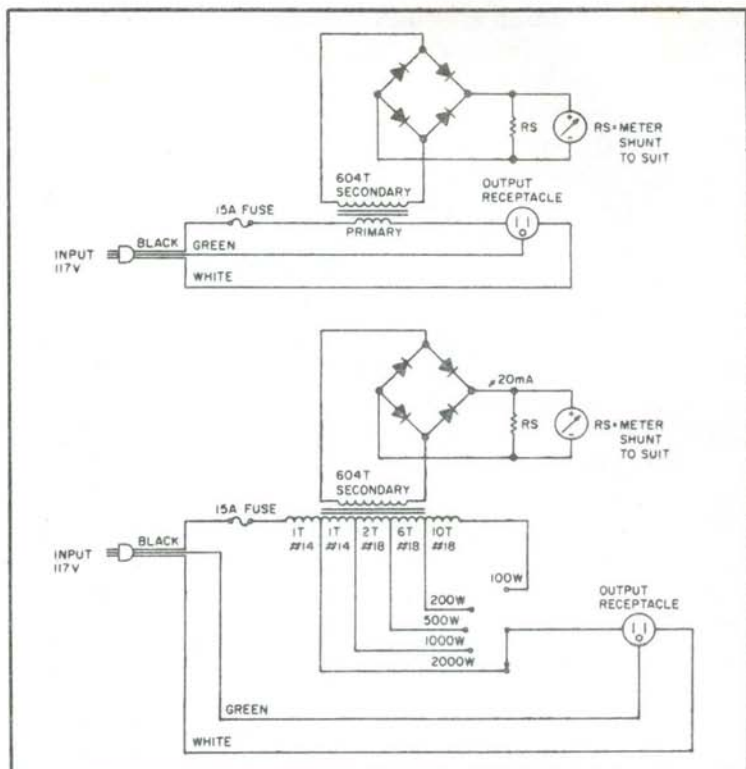 RS
RS=METER
SHUNT
TO SUIT
604T
SECONDARY
OUTPUT
RECEPTACLE
15A FUSE
PRIMARY
BLACK
GREEN
INPUT
117V
WHITE
20mA
RS
RS=METER
SHUNT
TO SUIT
604T
SECONDARY
15A FUSE
1T 1T 2T 6T 10T
#14 #14 #18 #18 #18
BLACK
INPUT
117V
100W
OUTPUT
RECEPTACLE
200W
500W
1000W
2000W
GREEN
WHITE